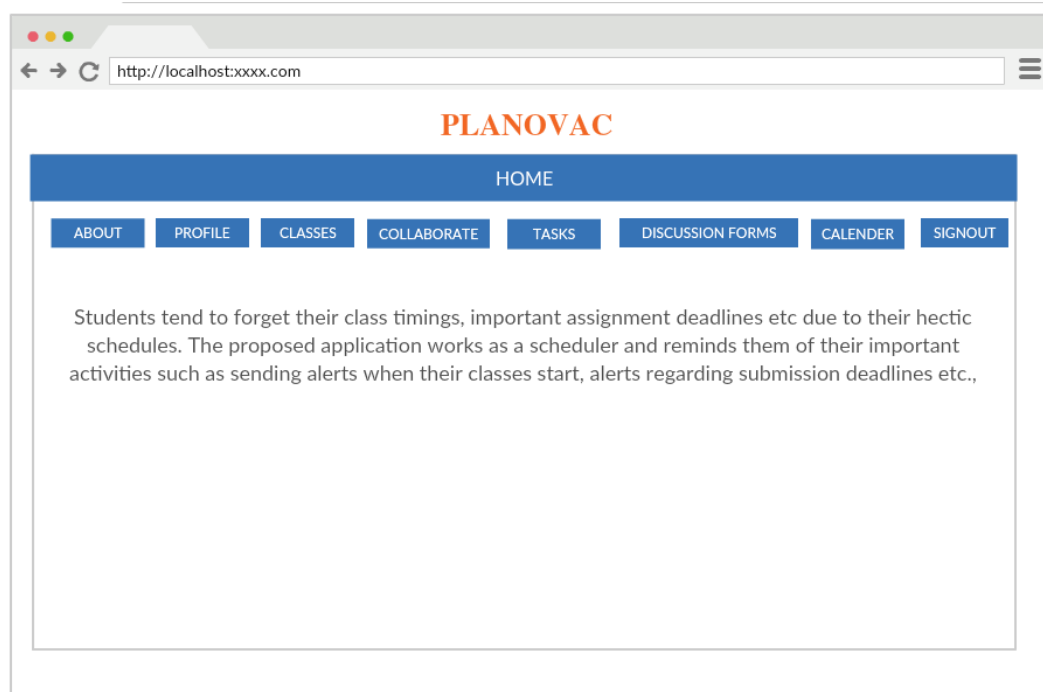 http://localhost:xxxx.com
PLANOVAC
HOME
ABOUT PROFILE CLASSES COLLABORATE TASKS DISCUSSION FORMS CALENDER SIGNOUT
Students tend to forget their class timings, important assignment deadlines etc due to their hectic
schedules. The proposed application works as a scheduler and reminds them of their important
activities such as sending alerts when their classes start, alerts regarding submission deadlines etc.,